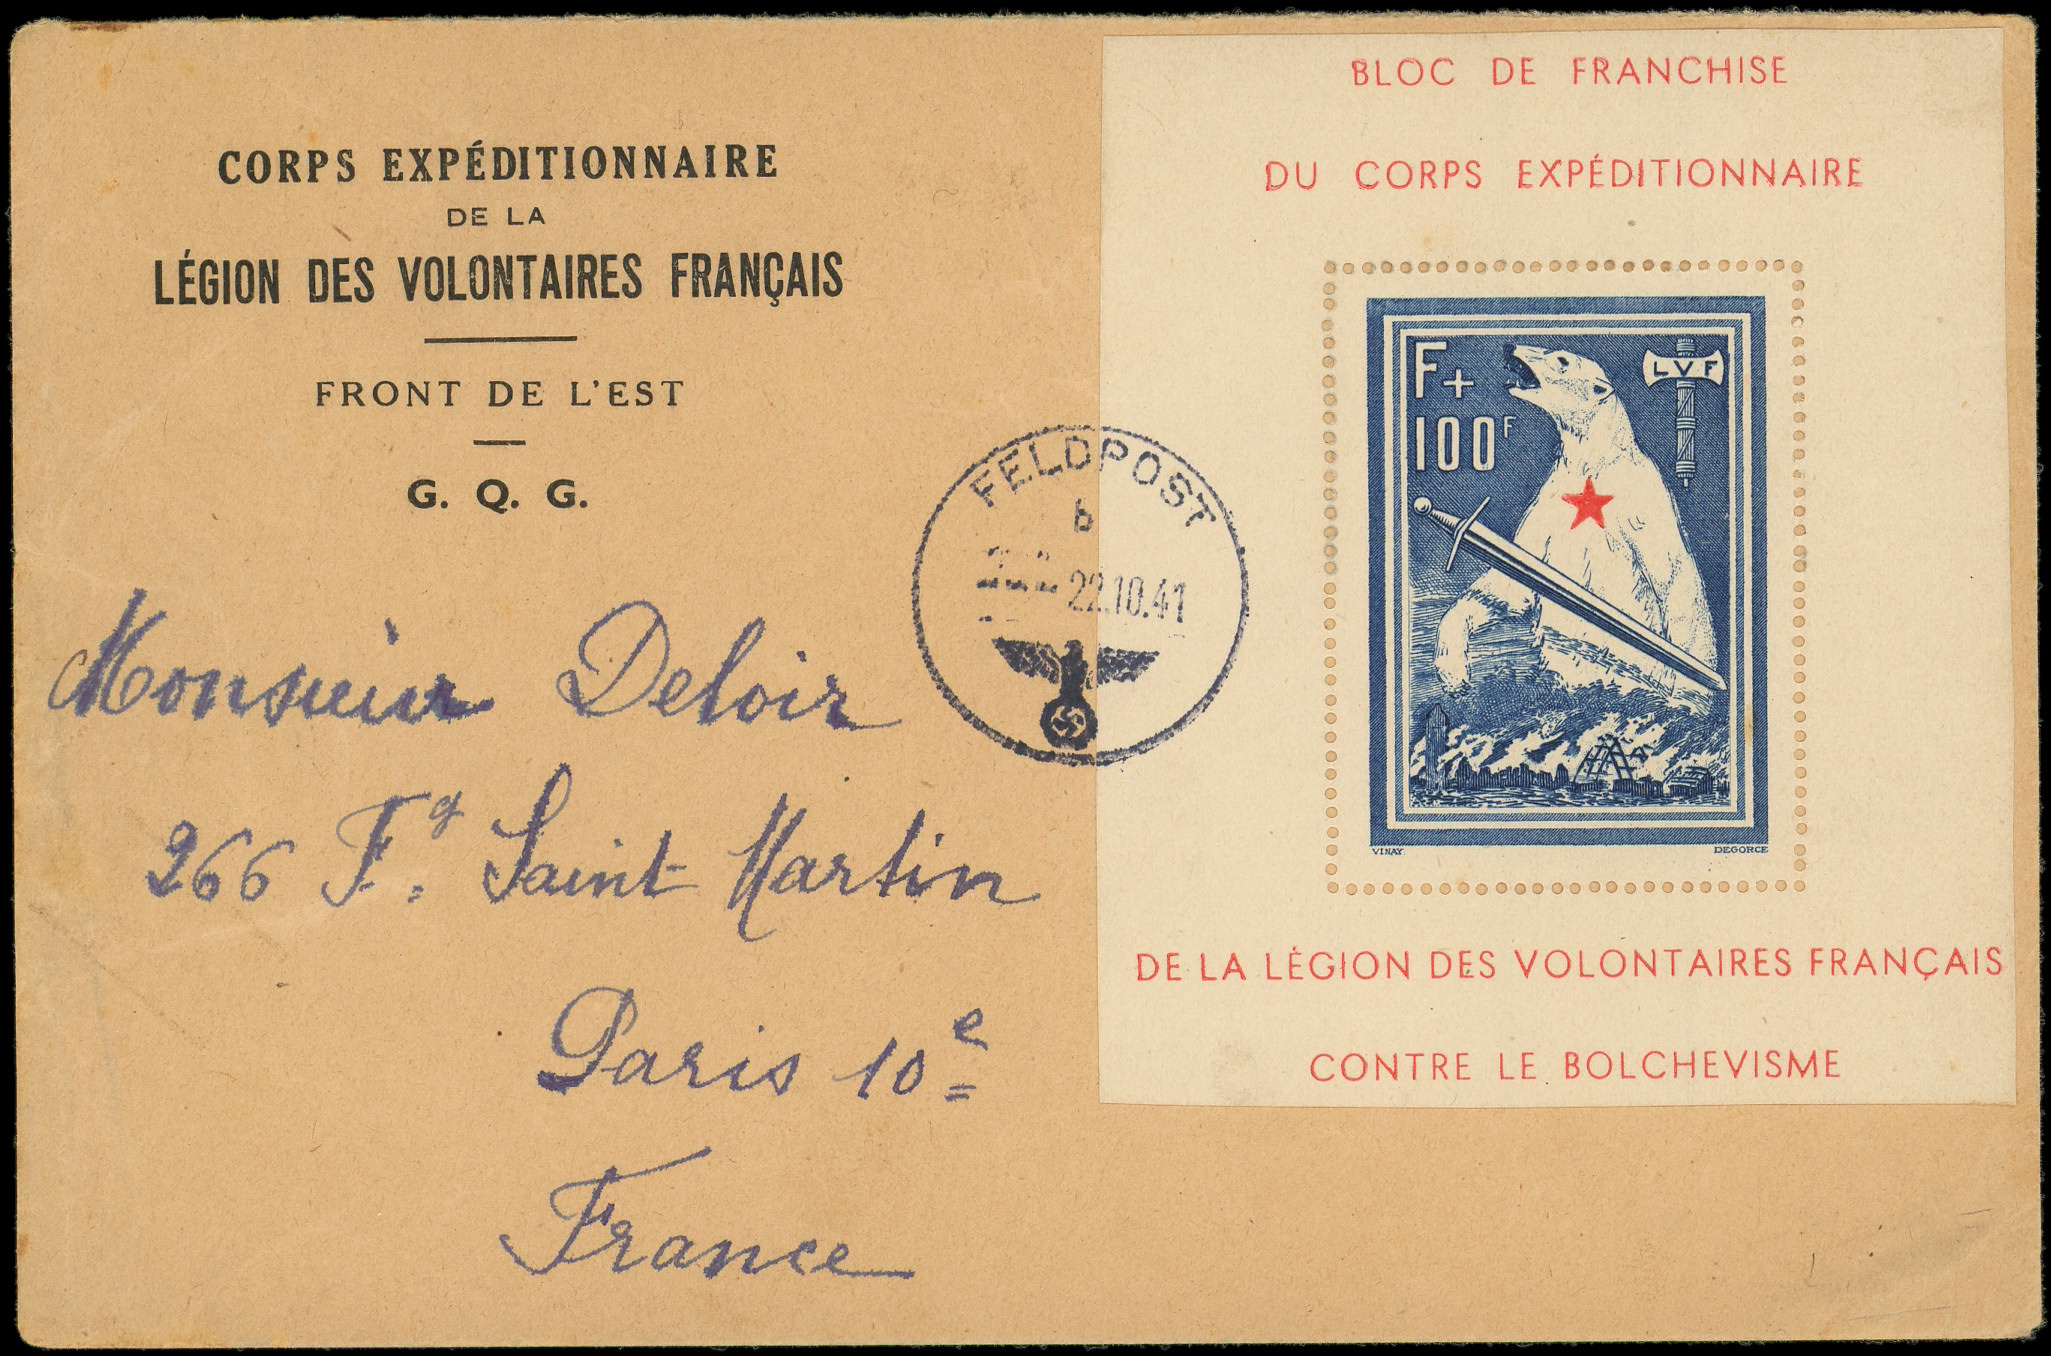 CORPS EXPÉDITIONNAIRE
DE LA
LÉGION DES VOLONTAIRES FRANÇAIS
FRONT DE L'EST
G. Q. G.
Monsieur Deloir
266 Fg. Saint Martin
Paris 10e
France
FELDPOST
b
22.10.41
BLOC DE FRANCHISE
DU CORPS EXPÉDITIONNAIRE
F+
100F
LVF
VINAY DEGORCE
DE LA LÉGION DES VOLONTAIRES FRANÇAIS
CONTRE LE BOLCHEVISME